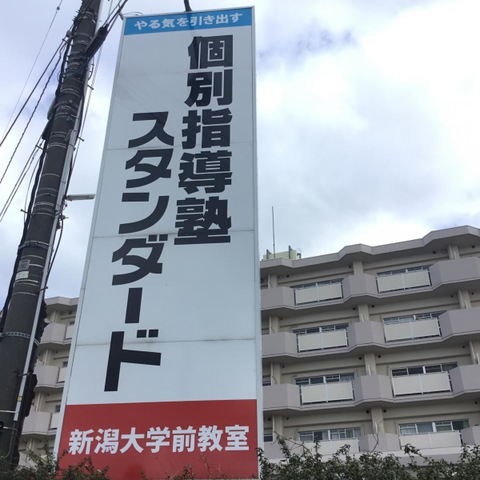 やる気を引き出す
個別指導塾
スタンダード
新潟大学前教室